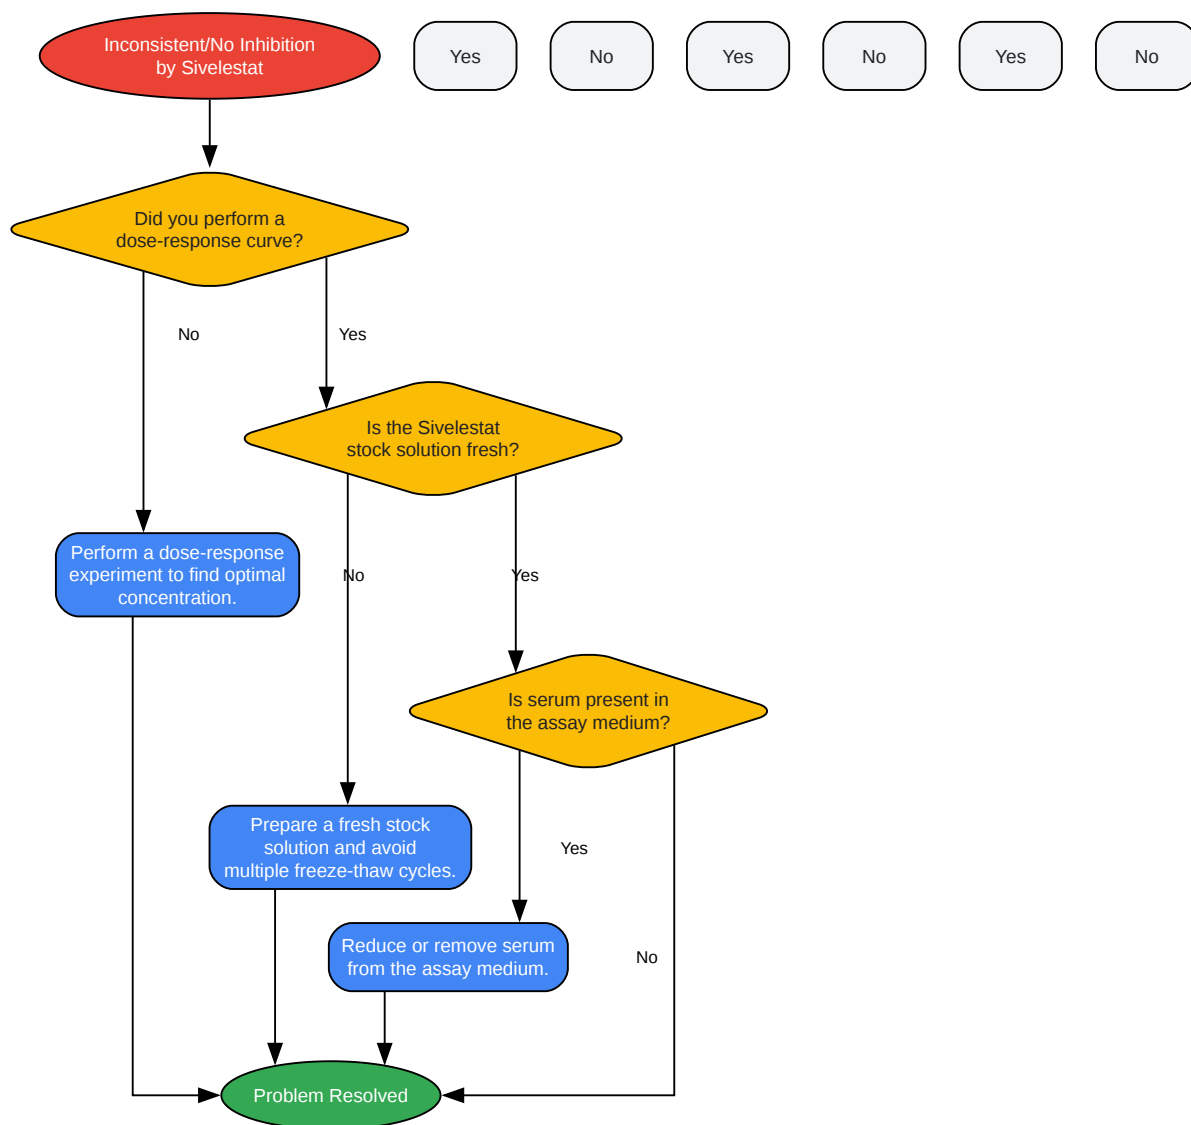 Inconsistent/No Inhibition
by Sivelestat
Yes
No
Yes
No
Yes
No
Did you perform a
dose-response curve?
No
Yes
Is the Sivelestat
stock solution fresh?
Perform a dose-response
experiment to find optimal
concentration.
No
Yes
Is serum present in
the assay medium?
Prepare a fresh stock
solution and avoid
multiple freeze-thaw cycles.
Yes
Reduce or remove serum
from the assay medium.
No
Problem Resolved